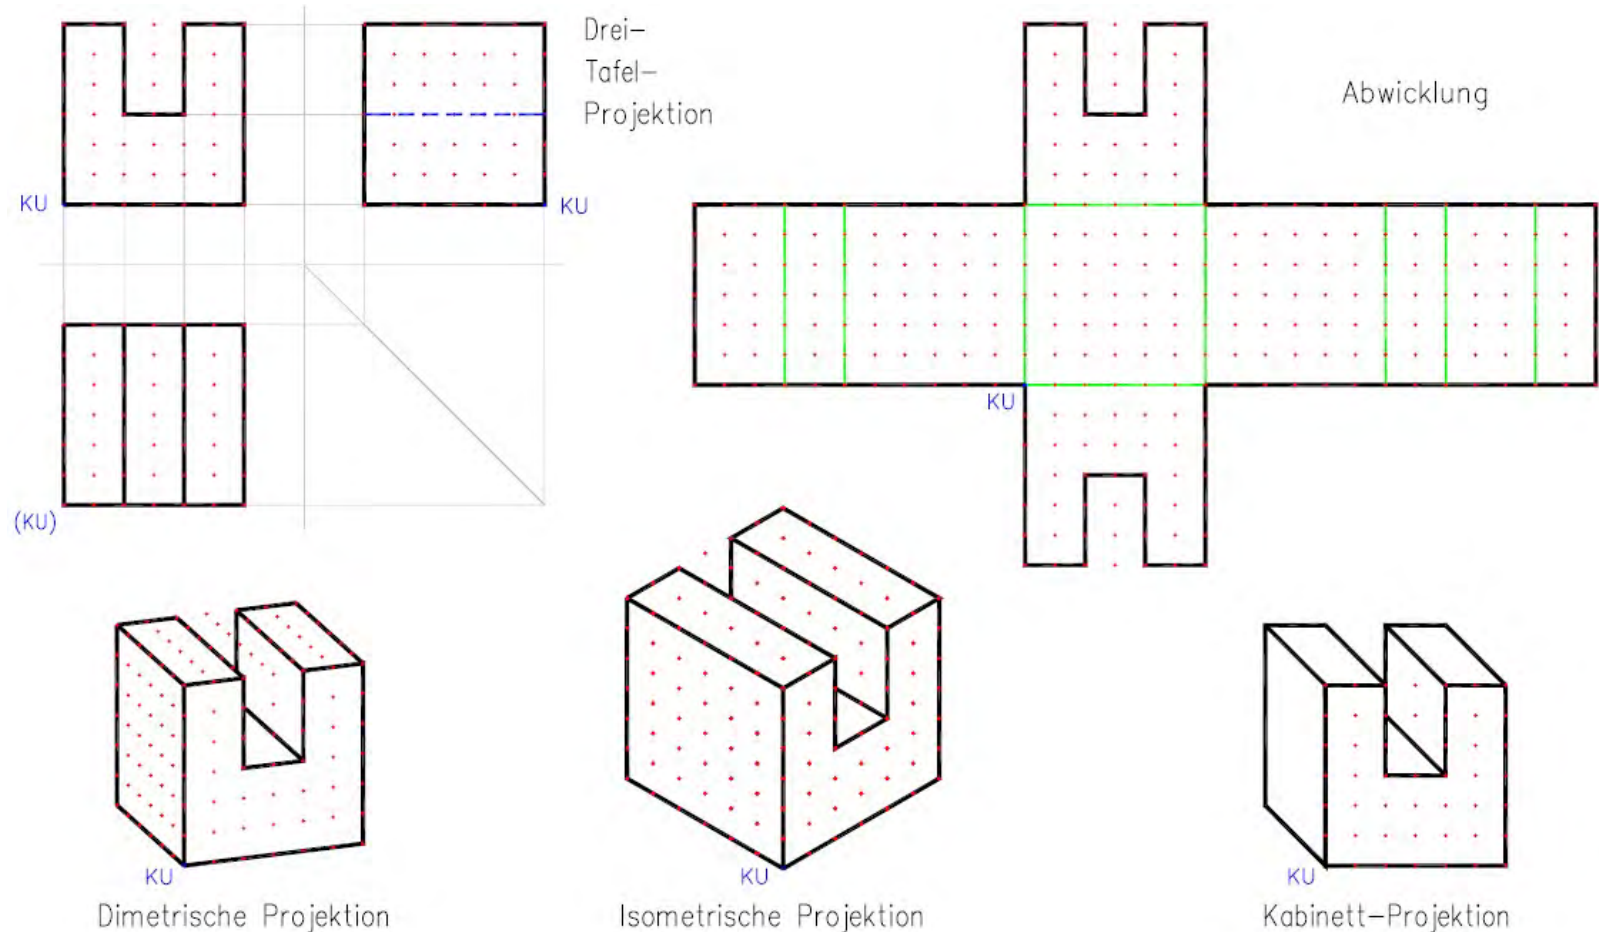 Drei-
Tafel-
Projektion
Abwicklung
KU
KU
KU
(KU)
KU
KU
KU
Dimetrische Projektion
Isometrische Projektion
Kabinett-Projektion